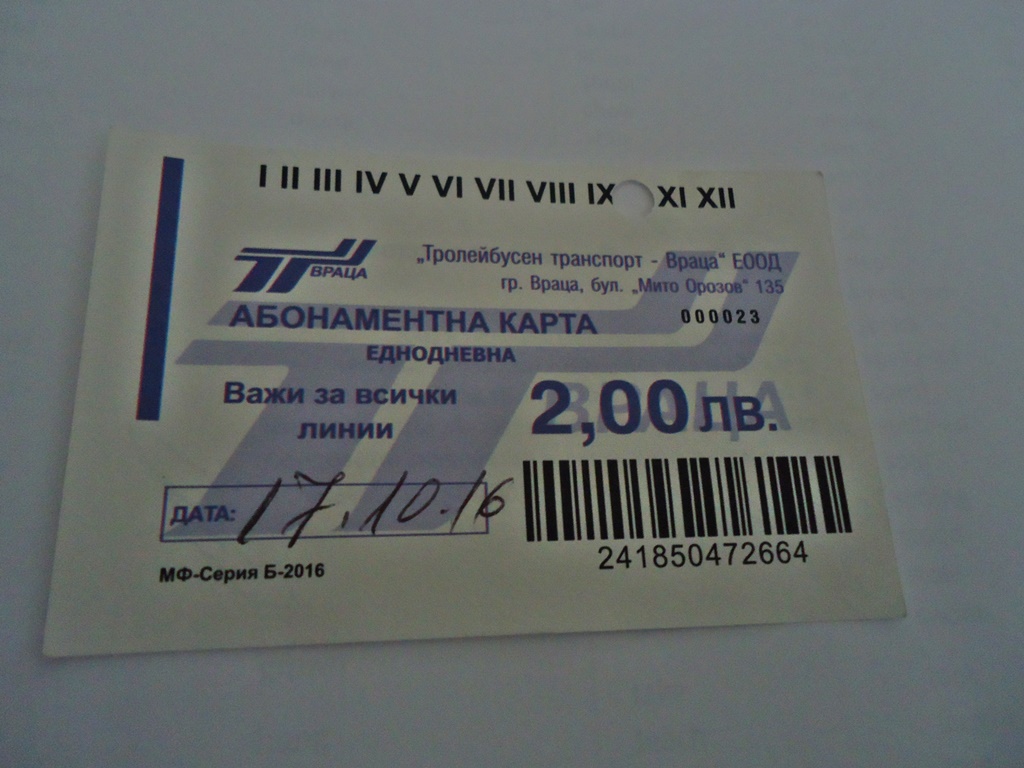 I II III IV V VI VII VIII IX XI XII
ВРАЦА
„Тролейбусен транспорт - Враца" ЕООД
гр. Враца, бул. „Мито Орозов" 135
000023
АБОНАМЕНТНА КАРТА
ЕДНОДНЕВНА
Важи за всички
линии
2,00 лв.
ВРАЦА
ДАТА: 17.10.16
241850472664
МФ-Серия Б-2016